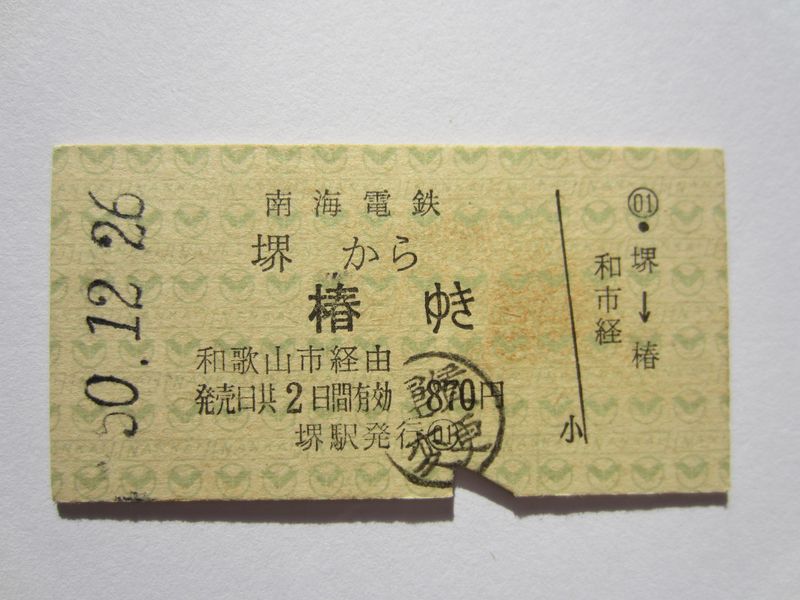 50.12.26
南海電鉄
堺 から
椿 ゆき
和歌山市経由
発売日共2日間有効 870円
堺駅発行 01
01
・堺→椿
和市経
小